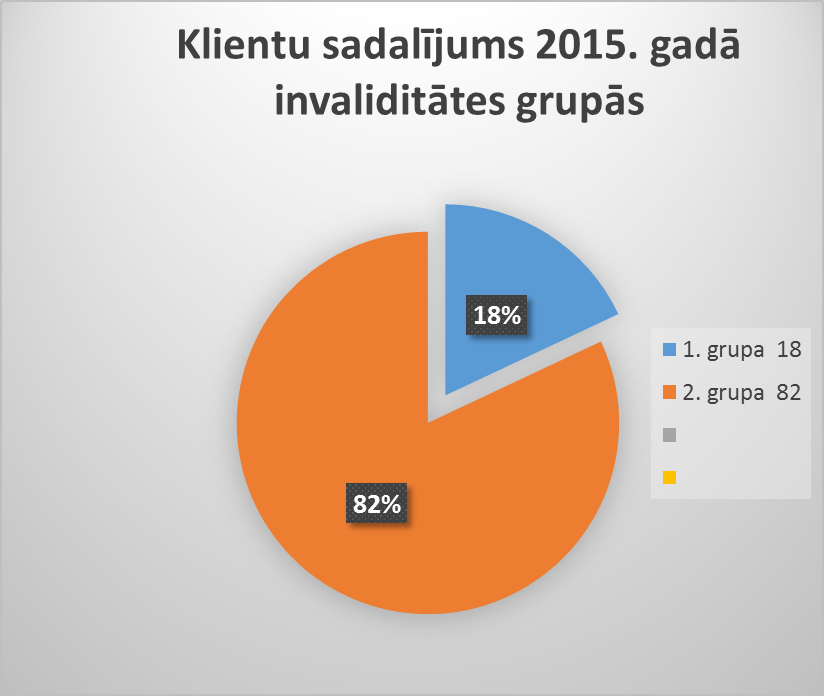 Klientu sadalījums 2015. gadā
invaliditātes grupās
18%
82%
1. grupa  18
2. grupa  82